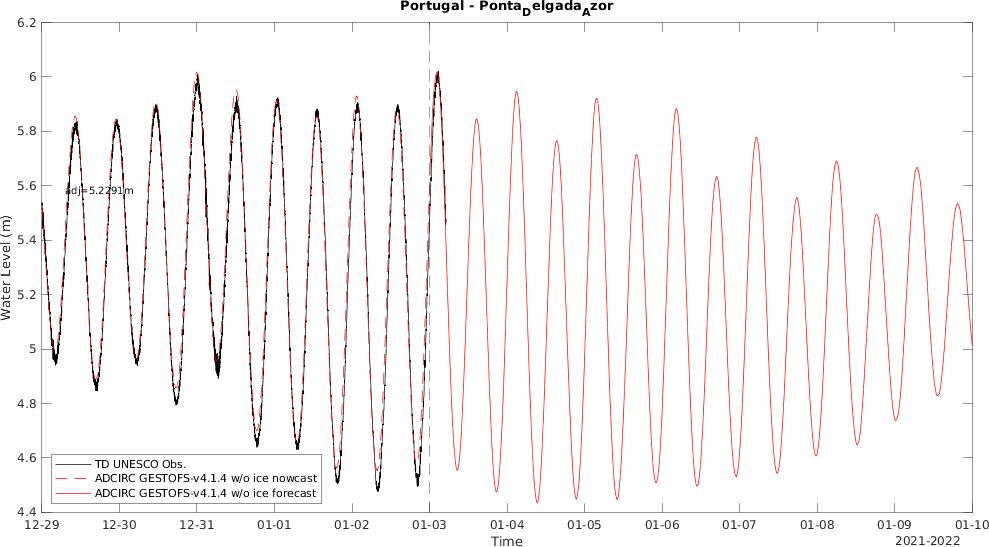 Portugal - PontaDelgadaAzor
6.2
6
5.8
5.6
5.4
5.2
5
4.8
4.6
4.4
Water Level (m)
adj=5.2291m
TD UNESCO Obs.
ADCIRC GESTOFS-v4.1.4 w/o ice nowcast
ADCIRC GESTOFS-v4.1.4 w/o ice forecast
12-29 12-30 12-31 01-01 01-02 01-03 01-04 01-05 01-06 01-07 01-08 01-09 01-10
Time
2021-2022